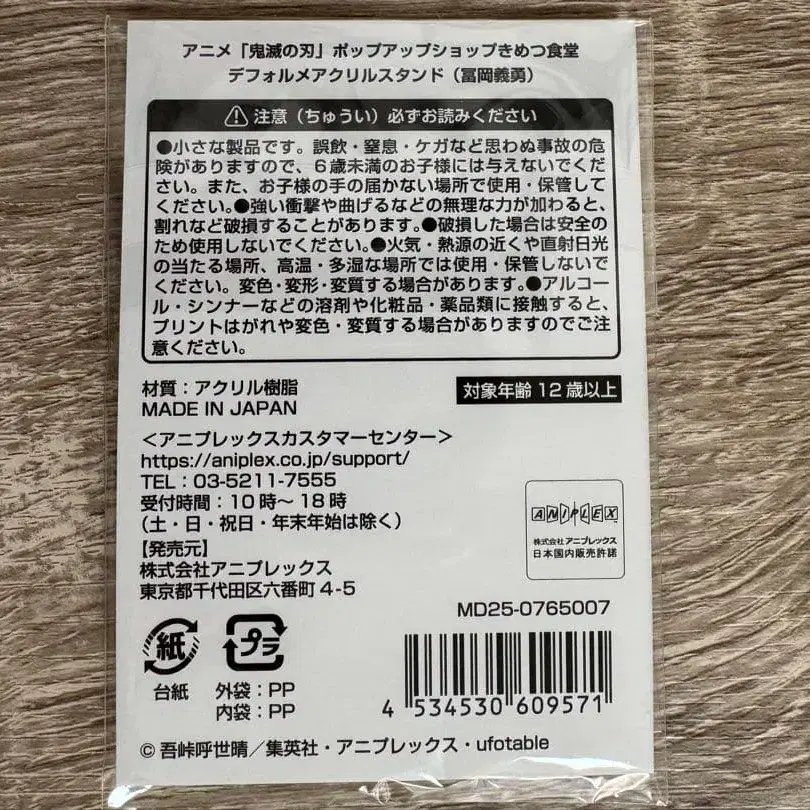 アニメ「鬼滅の刃」ポップアップショップきめつ食堂
デフォルメアクリルスタンド（冨岡義勇）
注意（ちゅうい）必ずお読みください
●小さな製品です。誤飲・窒息・ケガなど思わぬ事故の危
険がありますので、６歳未満のお子様には与えないでくだ
さい。また、お子様の手の届かない場所で使用・保管して
ください。●強い衝撃や曲げるなどの無理な力が加わると、
割れなど破損することがあります。●破損した場合は安全の
ため使用しないでください。●火気・熱源の近くや直射日光
の当たる場所、高温・多湿な場所では使用・保管しないで
ください。変色・変形・変質する場合があります。●アルコー
ル・シンナーなどの溶剤や化粧品・薬品類に接触すると、
プリントはがれや変色・変質する場合がありますのでご注
意ください。
材質：アクリル樹脂
対象年齢 12 歳以上
MADE IN JAPAN
＜アニプレックスカスタマーセンター＞
https://aniplex.co.jp/support/
TEL：03-5211-7555
受付時間：10 時～ 18 時
（土・日・祝日・年末年始は除く）
【発売元】
株式会社アニプレックス
東京都千代田区六番町 4-5
ANIPLEX
株式会社アニプレックス
日本国内販売許諾
MD25-0765007
紙
プラ
台紙
外袋：PP
内袋：PP
4 534530 609571
© 吾峠呼世晴／集英社・アニプレックス・ufotable